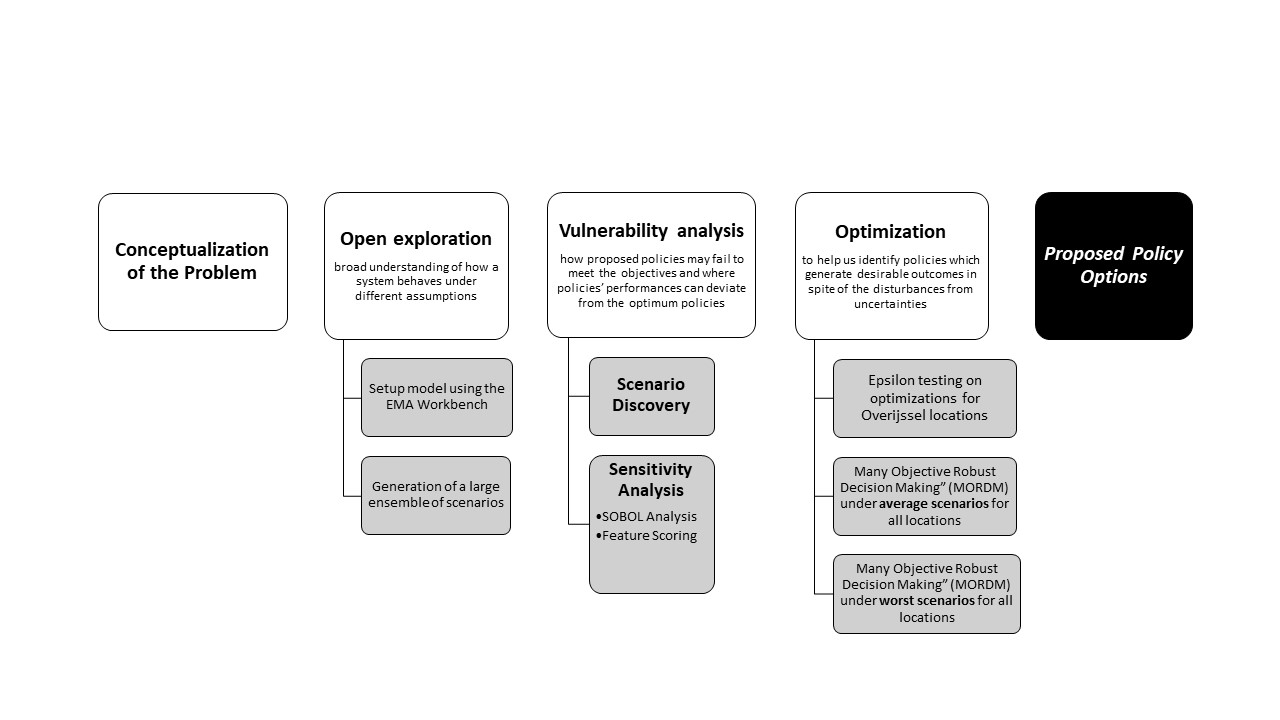 Conceptualization
of the Problem
Open exploration
broad understanding of how a
system behaves under
different assumptions
Setup model using the
EMA Workbench
Generation of a large
ensemble of scenarios
Vulnerability analysis
how proposed policies may fail to
meet the objectives and where
policies’ performances can deviate
from the optimum policies
Scenario
Discovery
Sensitivity
Analysis
•SOBOL Analysis
•Feature Scoring
Optimization
to help us identify policies which
generate desirable outcomes in
spite of the disturbances from
uncertainties
Epsilon testing on
optimizations for
Overijssel locations
Many Objective Robust
Decision Making” (MORDM)
under average scenarios for
all locations
Many Objective Robust
Decision Making” (MORDM)
under worst scenarios for all
locations
Proposed Policy
Options